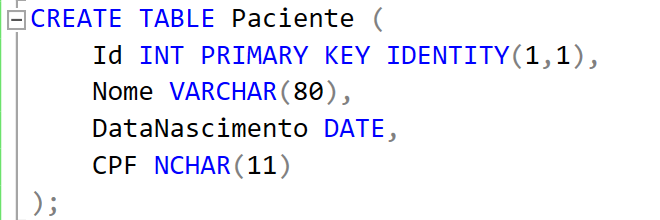 CREATE TABLE Paciente (
Id INT PRIMARY KEY IDENTITY(1,1),
Nome VARCHAR(80),
DataNascimento DATE,
CPF NCHAR(11)
);